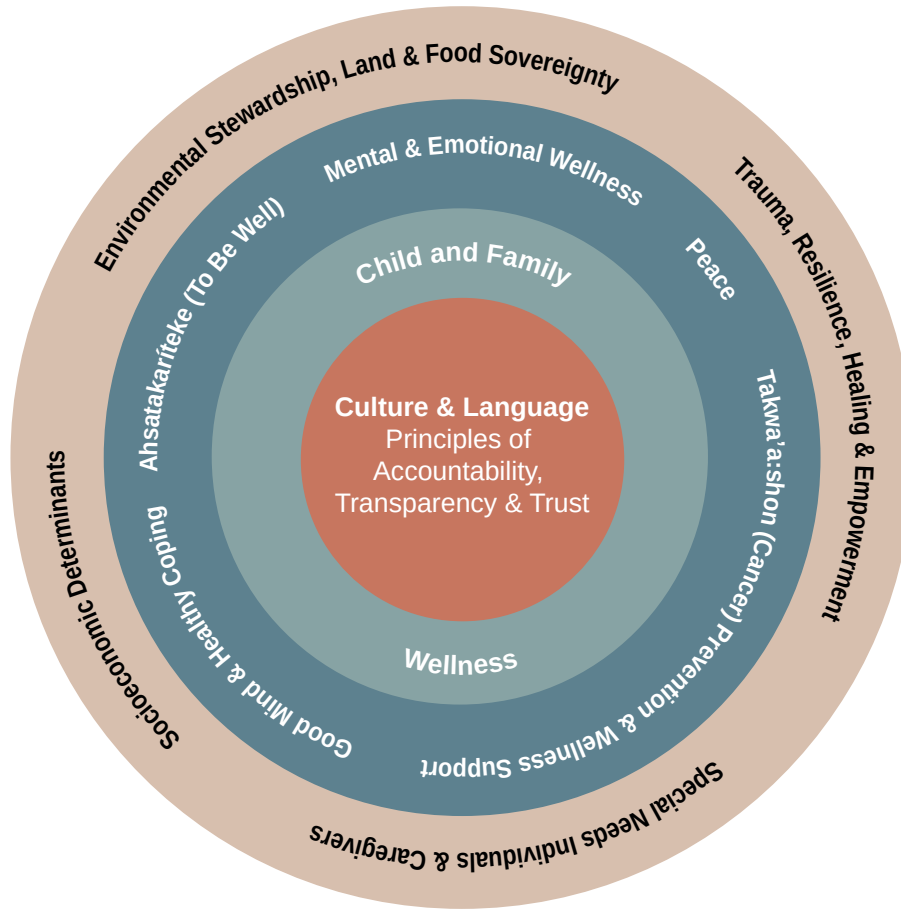 Environmental Stewardship, Land & Food Sovereignty
Trauma, Resilience, Healing & Empowerment
Special Needs Individuals & Caregivers
Socioeconomic Determinants
Mental & Emotional Wellness
Peace
Takwa’a:shon (Cancer) Prevention & Wellness Support
Good Mind & Healthy Coping
Ahsatakaríteke (To Be Well)
Child and Family
Wellness
Culture & Language
Principles of
Accountability,
Transparency & Trust